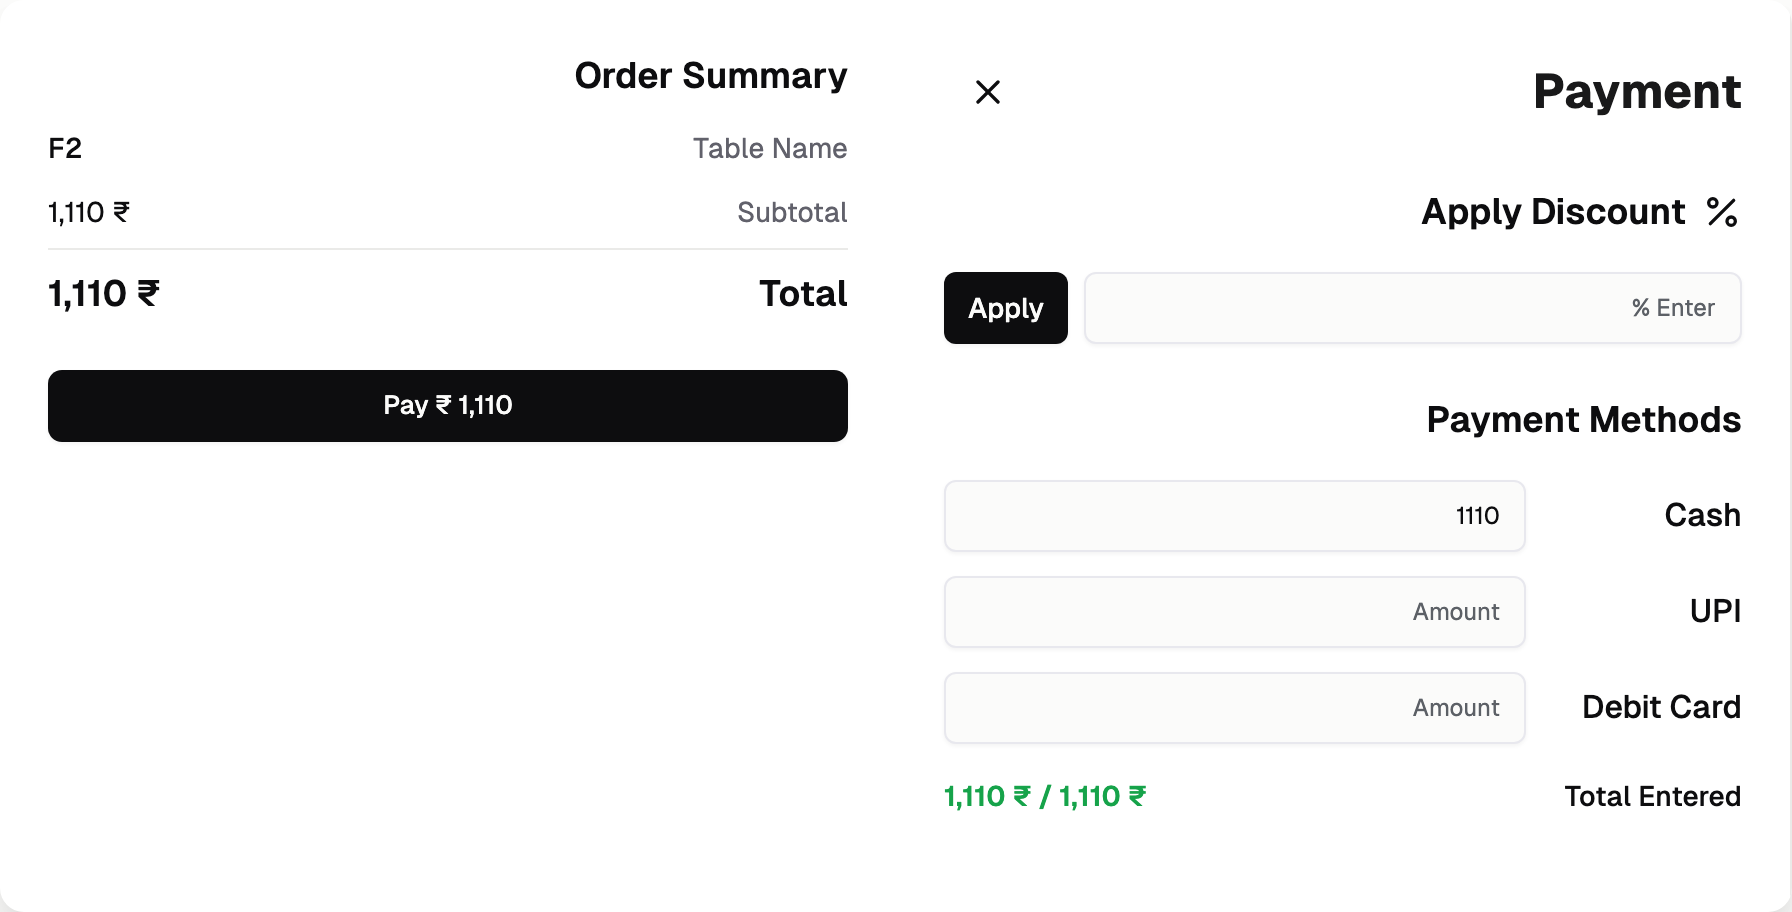 Payment
Apply Discount
% Enter
Apply
Payment Methods
Cash
1110
UPI
Amount
Debit Card
Amount
Total Entered
1,110 ₹ / 1,110 ₹
Order Summary
Table Name
F2
Subtotal
1,110 ₹
Total
1,110 ₹
Pay ₹ 1,110